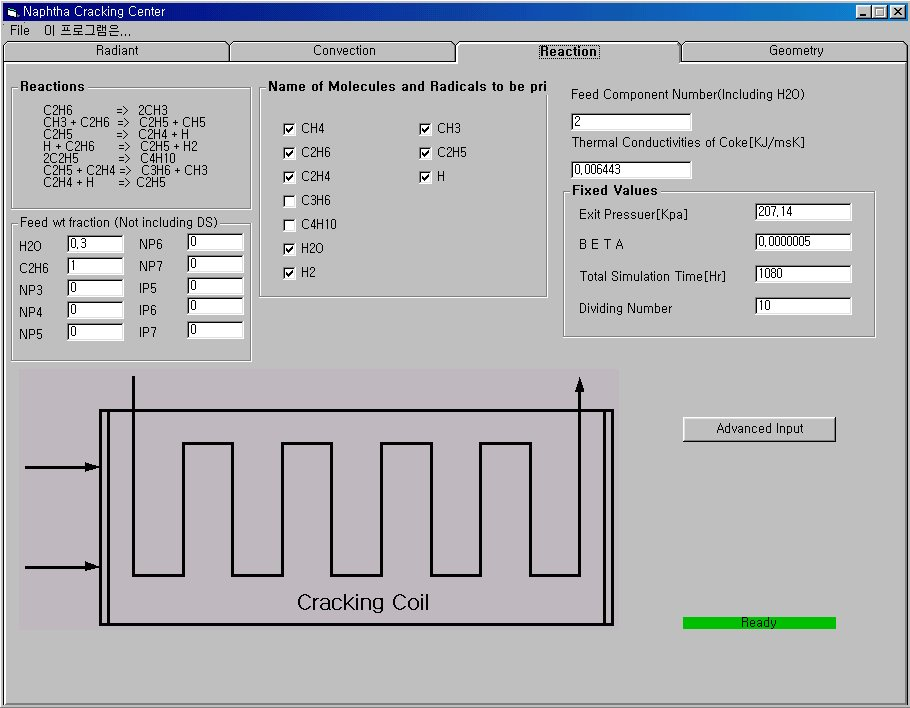 Naphtha Cracking Center
File 이 프로그램은...
Radiant Convection Reaction Geometry
Reactions
C2H6 => 2CH3
CH3 + C2H6 => C2H5 + CH5
C2H5 => C2H4 + H
H + C2H6 => C2H5 + H2
2C2H5 => C4H10
C2H5 + C2H4 => C3H6 + CH3
C2H4 + H => C2H5
Feed wt fraction (Not including DS)
H2O 0,3 NP6 0
C2H6 1 NP7 0
NP3 0 IP5 0
NP4 0 IP6 0
NP5 0 IP7 0
Name of Molecules and Radicals to be pri
CH4 CH3
C2H6 C2H5
C2H4 H
C3H6
C4H10
H2O
H2
Feed Component Number(Including H2O)
2
Thermal Conductivities of Coke[KJ/msK]
0,006443
Fixed Values
Exit Pressuer[Kpa] 207,14
B E T A 0,0000005
Total Simulation Time[Hr] 1080
Dividing Number 10
Cracking Coil
Advanced Input
Ready